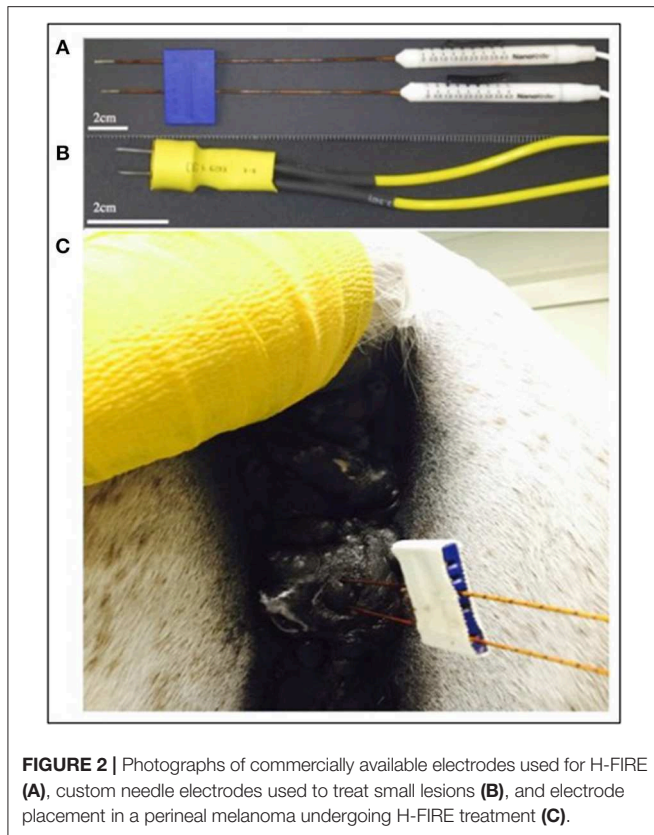 A
NanoKnife
NanoKnife
2cm
B
2cm
C
FIGURE 2 | Photographs of commercially available electrodes used for H-FIRE
(A), custom needle electrodes used to treat small lesions (B), and electrode
placement in a perineal melanoma undergoing H-FIRE treatment (C).